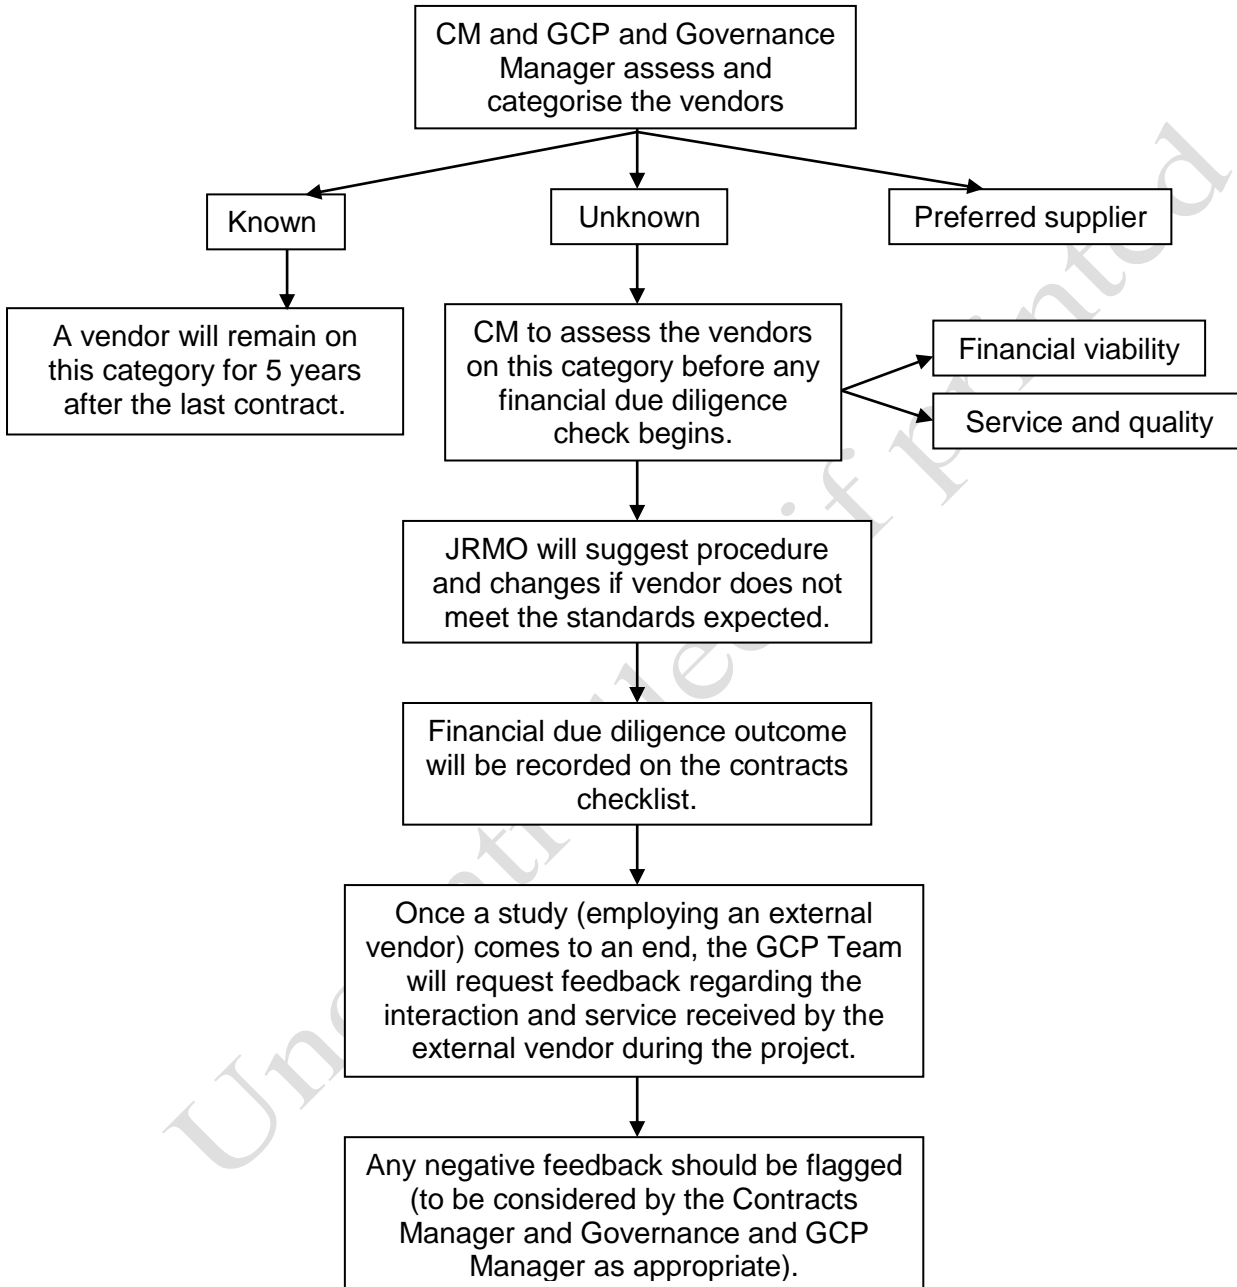 CM and GCP and Governance
Manager assess and
categorise the vendors
Known
Unknown
Preferred supplier
A vendor will remain on
this category for 5 years
after the last contract.
CM to assess the vendors
on this category before any
financial due diligence
check begins.
Financial viability
Service and quality
JRMO will suggest procedure
and changes if vendor does not
meet the standards expected.
Financial due diligence outcome
will be recorded on the contracts
checklist.
Once a study (employing an external
vendor) comes to an end, the GCP Team
will request feedback regarding the
interaction and service received by the
external vendor during the project.
Any negative feedback should be flagged
(to be considered by the Contracts
Manager and Governance and GCP
Manager as appropriate).
if printed